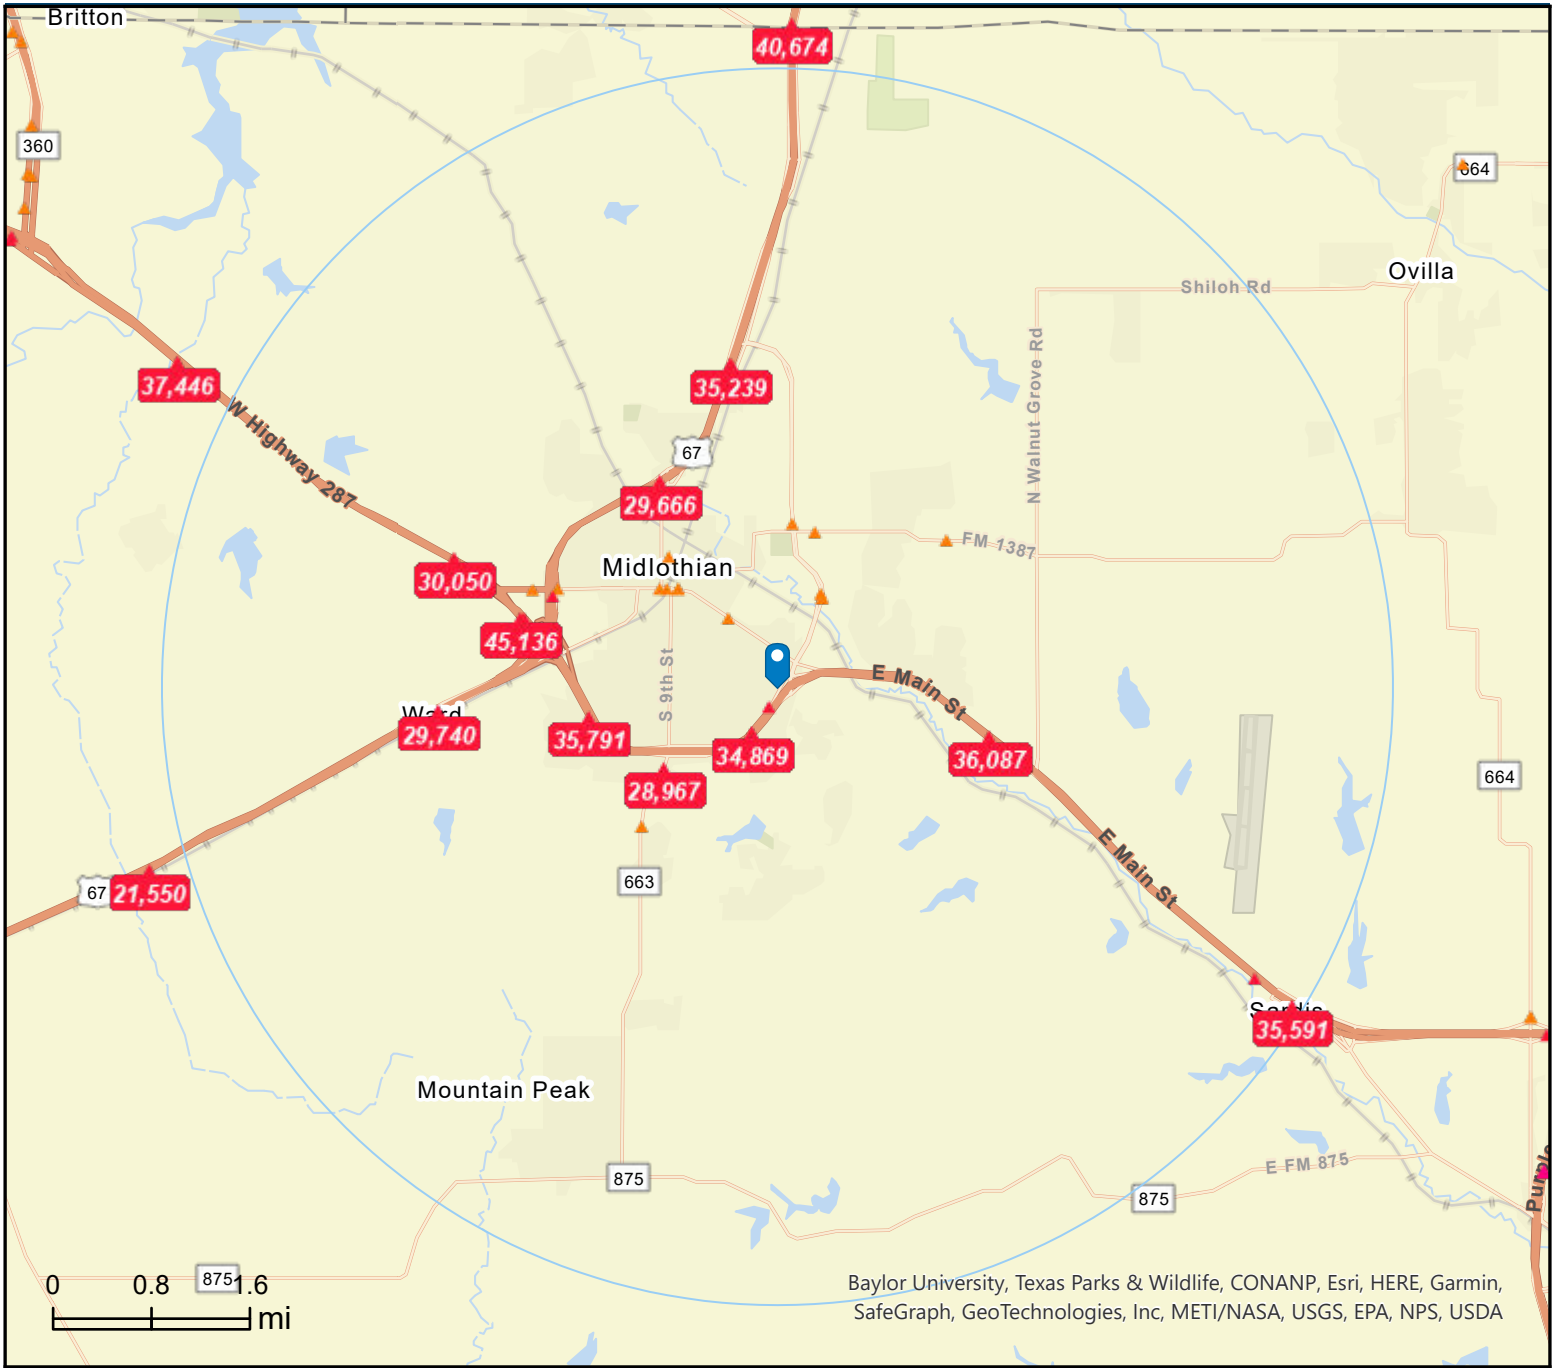 Britton
40,674
360
664
Ovilla
Shiloh Rd
37,446
35,239
N Walnut Grove Rd
W Highway 287
67
29,666
FM 1387
Midlothian
30,050
45,136
S 9th St
E Main St
Ward
29,740
35,791
34,869
36,087
28,967
664
E Main St
663
67
21,550
Sardis
35,591
Mountain Peak
E FM 875
875
875
Purple
875
0 0.8 1.6
mi
Baylor University, Texas Parks & Wildlife, CONANP, Esri, HERE, Garmin,
SafeGraph, GeoTechnologies, Inc, METI/NASA, USGS, EPA, NPS, USDA